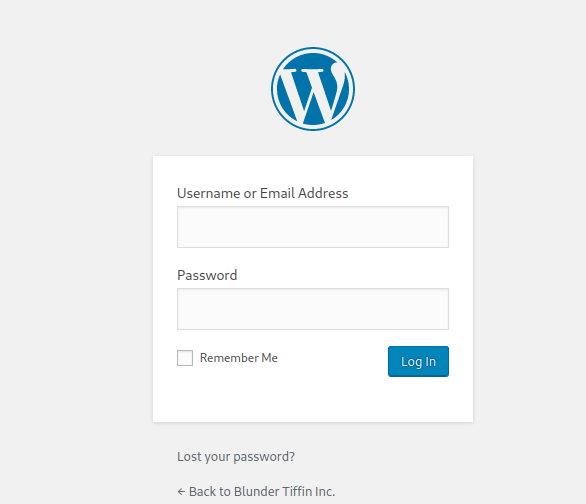 Username or Email Address
Password
Remember Me
Log In
Lost your password?
← Back to Blunder Tiffin Inc.